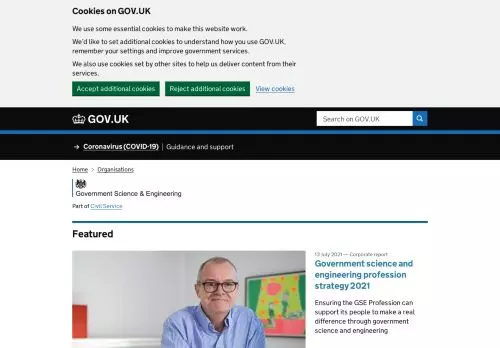 Cookies on GOV.UK
We use some essential cookies to make this website work.
We'd like to set additional cookies to understand how you use GOV.UK,
remember your settings and improve government services.
We also use cookies set by other sites to help us deliver content from their
services.
Accept additional cookies Reject additional cookies View cookies
GOV.UK Search on GOV.UK
→ Coronavirus (COVID-19) Guidance and support
Home > Organisations
Government Science & Engineering
Part of Civil Service
Featured
13 July 2021 — Corporate report
Government science and
engineering profession
strategy 2021
Ensuring the GSE Profession can
support its people to make a real
difference through government
science and engineering